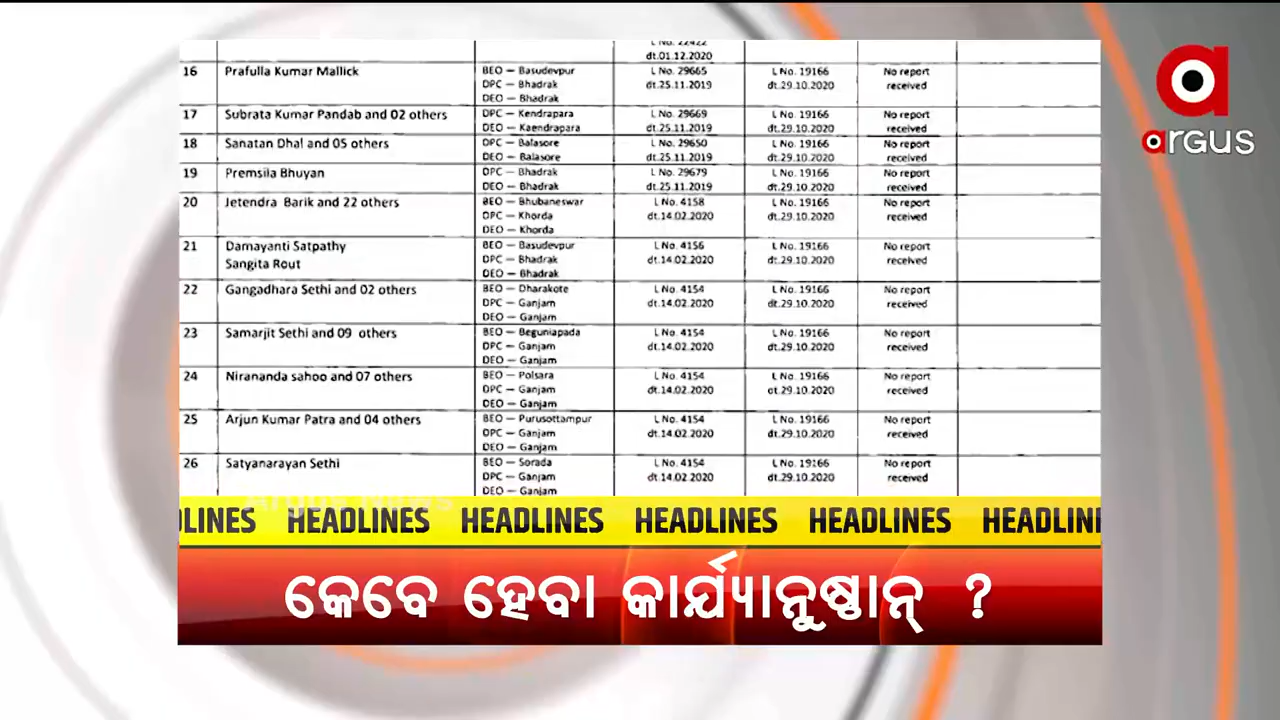 L No. 22422
dt.01.12.2020
16 Prafulla Kumar Mallick BEO – Basudevpur L No. 29665 L No. 19166 No report
DPC – Bhadrak dt.25.11.2019 dt.29.10.2020 received
DEO – Bhadrak
17 Subrata Kumar Pandab and 02 others DPC – Kendrapara L No. 29669 L No. 19166 No report
DEO – Kaendrapara dt.25.11.2019 dt.29.10.2020 received
18 Sanatan Dhal and 05 others DPC – Balasore L No. 29650 L No. 19166 No report
DEO – Balasore dt.25.11.2019 dt.29.10.2020 received
19 Premsila Bhuyan DPC – Bhadrak L No. 29679 L No. 19166 No report
DEO – Bhadrak dt.25.11.2019 dt.29.10.2020 received
20 Jetendra Barik and 22 others BEO – Bhubaneswar L No. 4158 L No. 19166 No report
DPC – Khorda dt.14.02.2020 dt.29.10.2020 received
DEO – Khorda
21 Damayanti Satpathy BEO – Basudevpur L No. 4156 L No. 19166 No report
Sangita Rout DPC – Bhadrak dt.14.02.2020 dt.29.10.2020 received
DEO – Bhadrak
22 Gangadhara Sethi and 02 others BEO – Dharakote L No. 4154 L No. 19166 No report
DPC – Ganjam dt.14.02.2020 dt.29.10.2020 received
DEO – Ganjam
23 Samarjit Sethi and 09 others BEO – Beguniapada L No. 4154 L No. 19166 No report
DPC – Ganjam dt.14.02.2020 dt.29.10.2020 received
DEO – Ganjam
24 Nirananda sahoo and 07 others BEO – Polsara L No. 4154 L No. 19166 No report
DPC – Ganjam dt.14.02.2020 dt.29.10.2020 received
DEO – Ganjam
25 Arjun Kumar Patra and 04 others BEO – Purusottampur L No. 4154 L No. 19166 No report
DPC – Ganjam dt.14.02.2020 dt.29.10.2020 received
DEO – Ganjam
26 Satyanarayan Sethi BEO – Sorada L No. 4154 L No. 19166 No report
DPC – Ganjam dt.14.02.2020 dt.29.10.2020 received
DEO – Ganjam
argus
Argus News
DLINES HEADLINES HEADLINES HEADLINES HEADLINES HEADLINI
କେବେ ହେବା କାର୍ଯ୍ୟାନୁଷ୍ଠାନ୍ ?